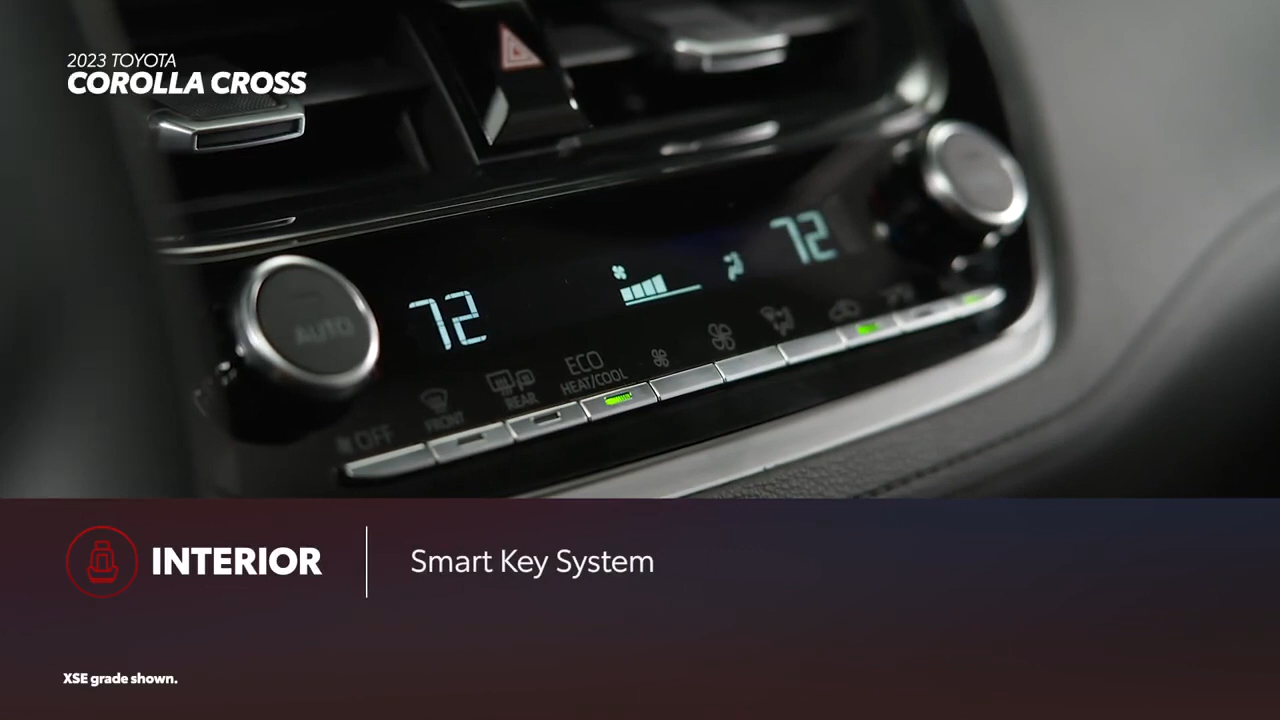 2023 TOYOTA
COROLLA CROSS
72
72
AUTO
ECO
HEAT/COOL
REAR
FRONT
OFF
INTERIOR
Smart Key System
XSE grade shown.